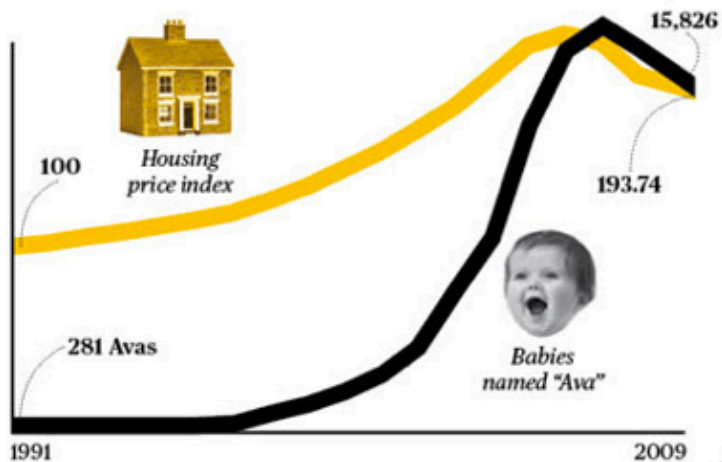 15,826
Housing
price index
100
193.74
281 Avas
Babies
named “Ava”
1991
2009